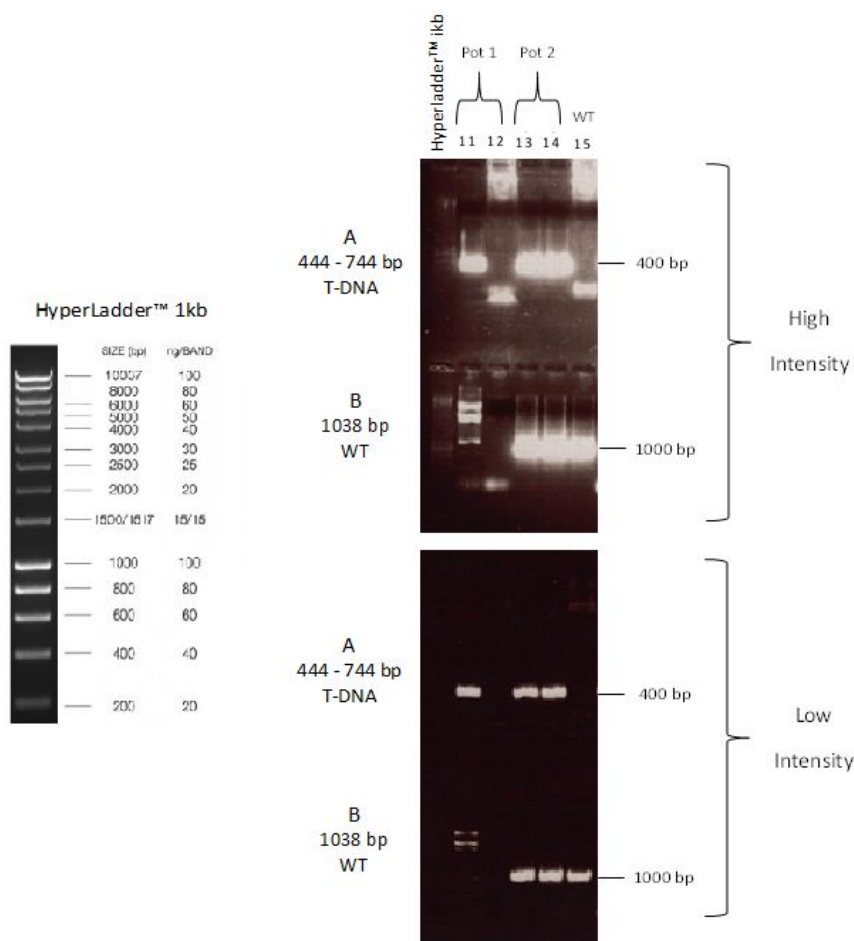 Hyperladder™ ikb
Pot 1 Pot 2
WT
11 12 13 14 15
A
444 - 744 bp
T-DNA
400 bp
B
1038 bp
WT
1000 bp
High
Intensity
HyperLadder™ 1kb
SIZE (bp) ng/BAND
10037 100
8000 80
6000 60
5000 50
4000 40
3000 30
2500 25
2000 20
1500/1517 15/15
1000 100
800 80
600 60
400 40
200 20
A
444 - 744 bp
T-DNA
400 bp
B
1038 bp
WT
1000 bp
Low
Intensity